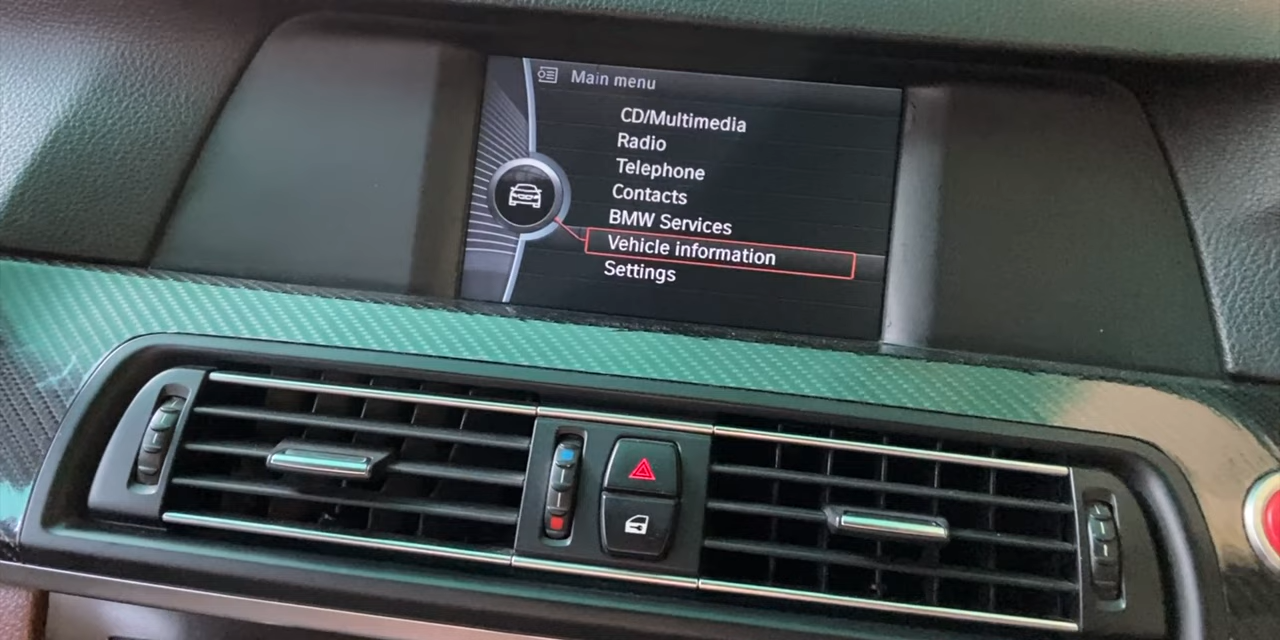 Main menu
CD/Multimedia
Radio
Telephone
Contacts
BMW Services
Vehicle information
Settings